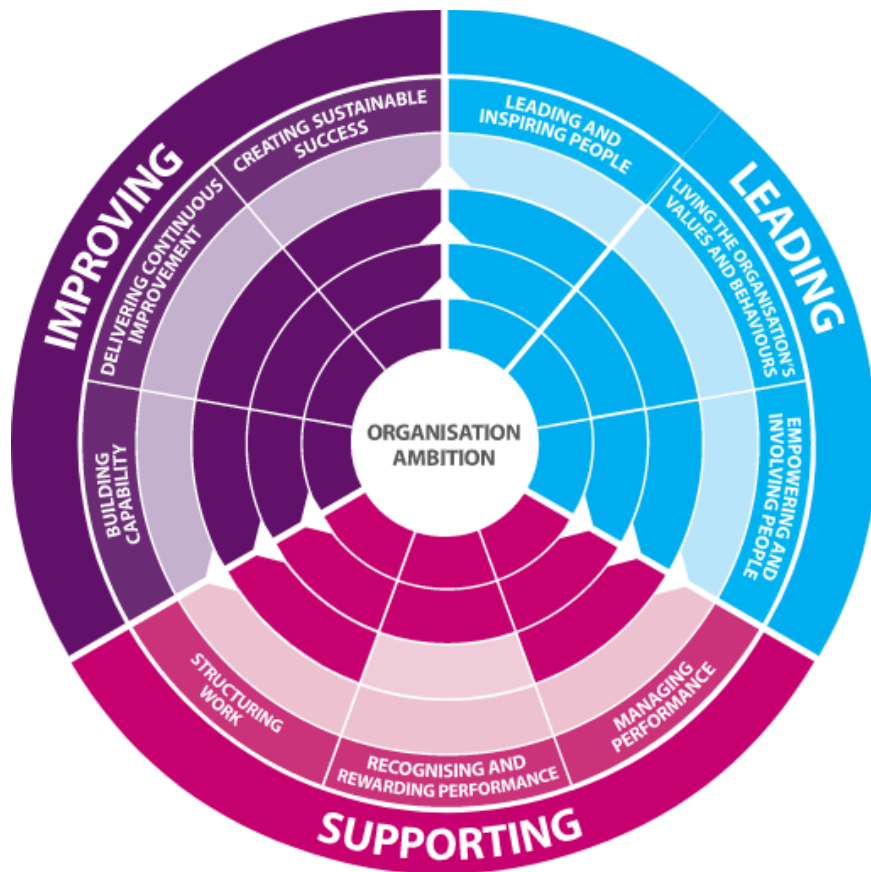 IMPROVING
CREATING SUSTAINABLE
SUCCESS
DELIVERING CONTINUOUS
IMPROVEMENT
BUILDING
CAPABILITY
LEADING
LEADING AND
INSPIRING PEOPLE
LIVING THE ORGANISATION'S
VALUES AND BEHAVIOURS
EMPOWERING AND
INVOLVING PEOPLE
ORGANISATION
AMBITION
STRUCTURING
WORK
RECOGNISING AND
REWARDING PERFORMANCE
MANAGING
PERFORMANCE
SUPPORTING